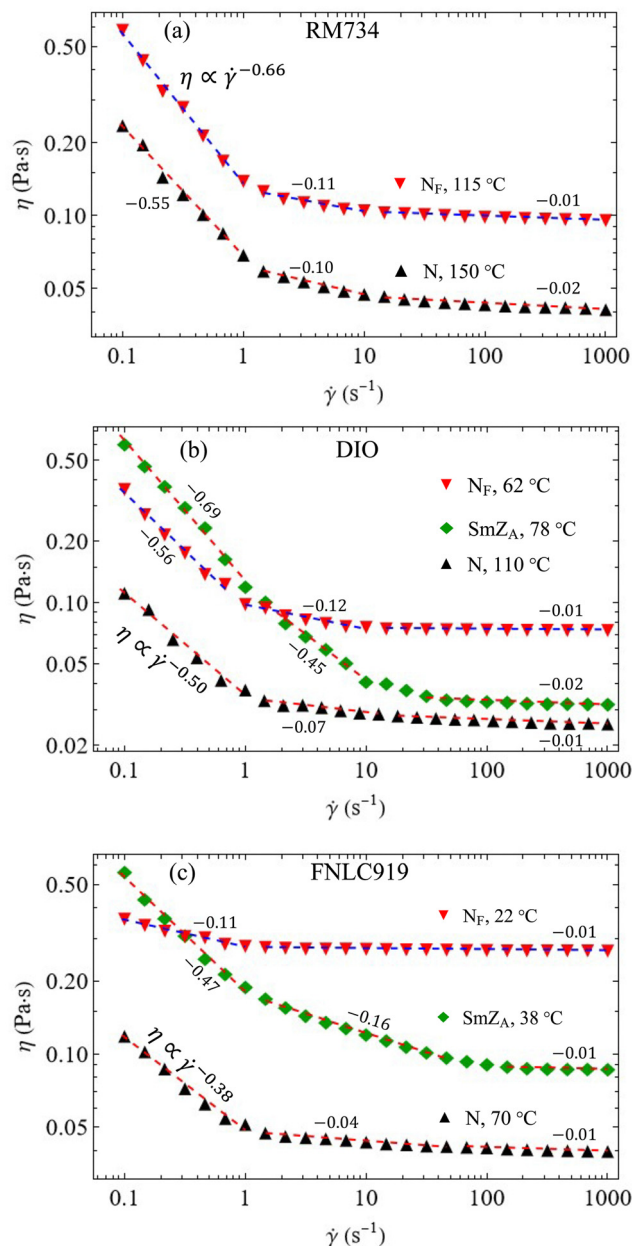 (a) RM734
0.50
η ∝ γ̇^−0.66
0.20
η (Pa·s)
N_F, 115 °C
−0.11
−0.01
−0.55
0.10
N, 150 °C
−0.10
−0.02
0.05
0.1 1 10 100 1000
γ̇ (s⁻¹)
(b) DIO
0.50
N_F, 62 °C
−0.69
SmZ_A, 78 °C
0.20
−0.56
N, 110 °C
η (Pa·s)
0.10
−0.12
−0.01
−0.45
η ∝ γ̇^−0.50
0.05
−0.02
−0.07
−0.01
0.02
0.1 1 10 100 1000
γ̇ (s⁻¹)
(c) FNLC919
0.50
N_F, 22 °C
−0.11
−0.01
−0.47
0.20
η (Pa·s)
SmZ_A, 38 °C
−0.16
0.10
−0.01
η ∝ γ̇^−0.38
N, 70 °C
−0.04
−0.01
0.05
0.1 1 10 100 1000
γ̇ (s⁻¹)